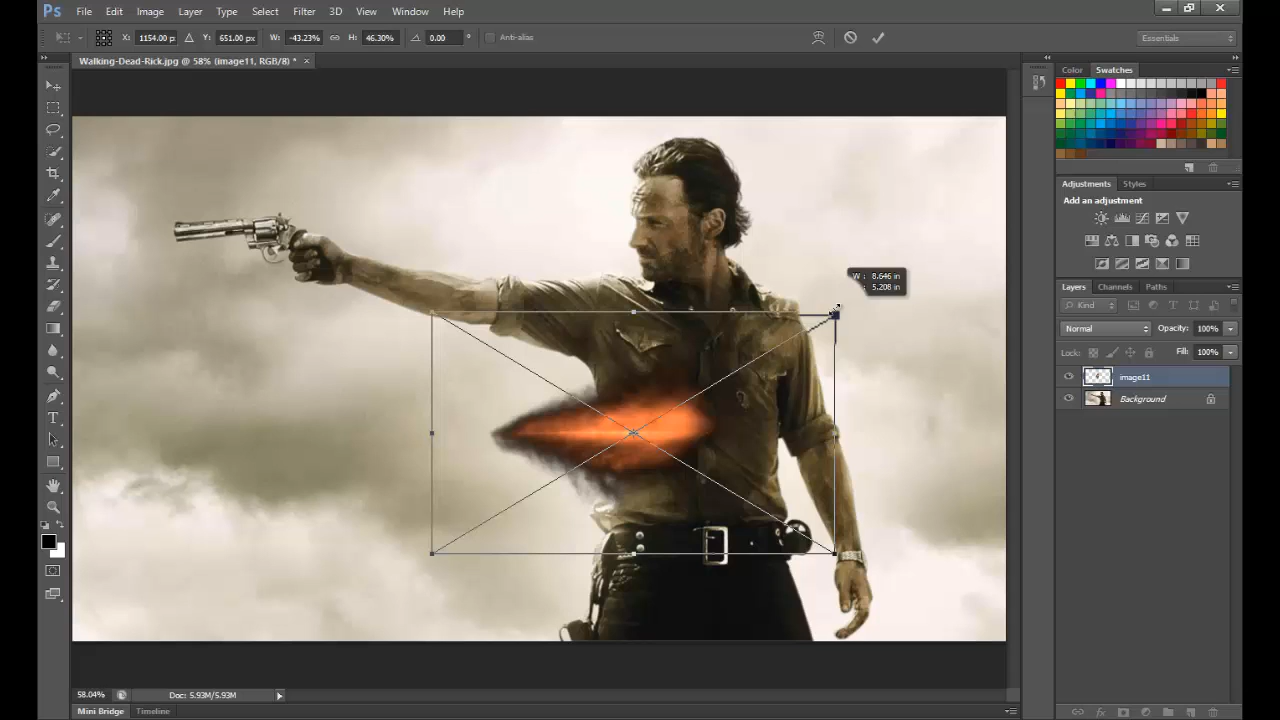 Ps File Edit Image Layer Type Select Filter 3D View Window Help
X: 1154.00 p Y: 651.00 px W: -43.23% H: 46.30% 0.00 ° Anti-alias Essentials
Walking-Dead-Rick.jpg @ 58% (image11, RGB/8) * ×
Color Swatches
Adjustments Styles
Add an adjustment
W : 8.646 in
: 5.208 in
Layers Channels Paths
Kind
Normal Opacity: 100%
Lock: Fill: 100%
image11
Background
58.04% Doc: 5.93M/5.93M
Mini Bridge Timeline